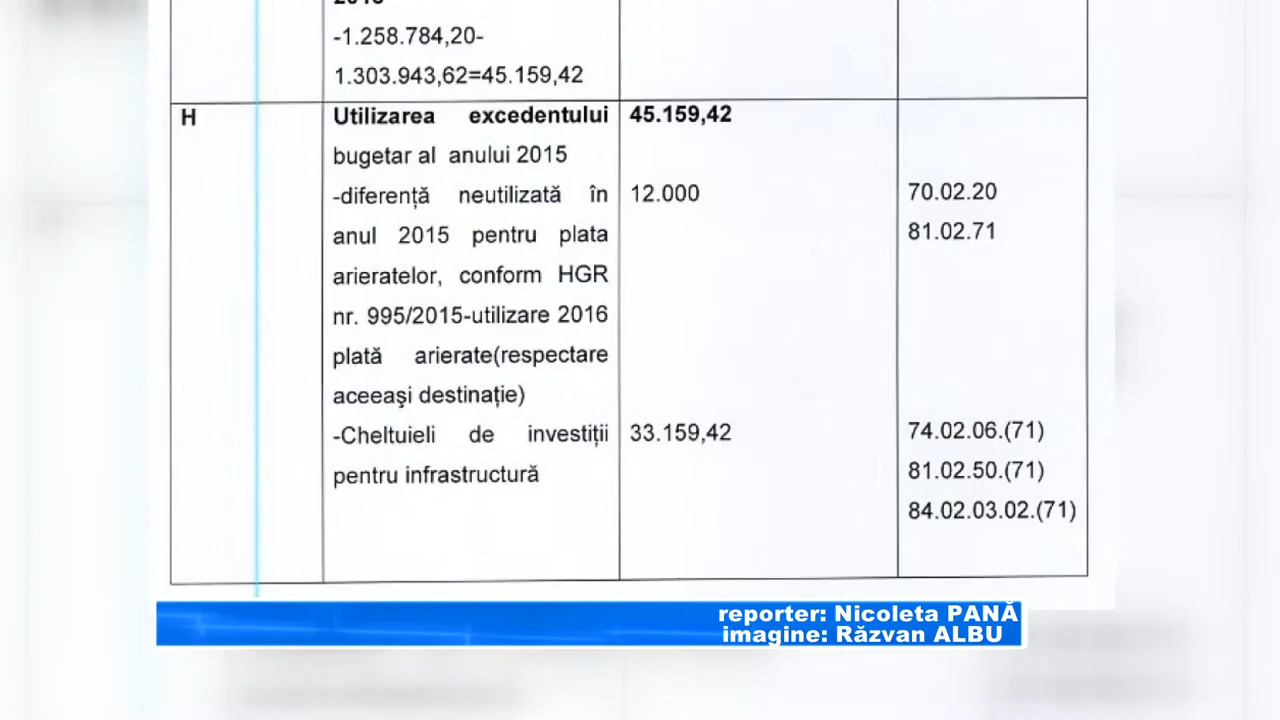 -1.258.784,20-
1.303.943,62=45.159,42
H
Utilizarea excedentului 45.159,42
bugetar al anului 2015
-diferență neutilizată în 12.000 70.02.20
anul 2015 pentru plata 81.02.71
arieratelor, conform HGR
nr. 995/2015-utilizare 2016
plată arierate(respectare
aceeaşi destinație)
-Cheltuieli de investiții 33.159,42 74.02.06.(71)
pentru infrastructură 81.02.50.(71)
84.02.03.02.(71)
reporter: Nicoleta PANĂ
imagine: Răzvan ALBU